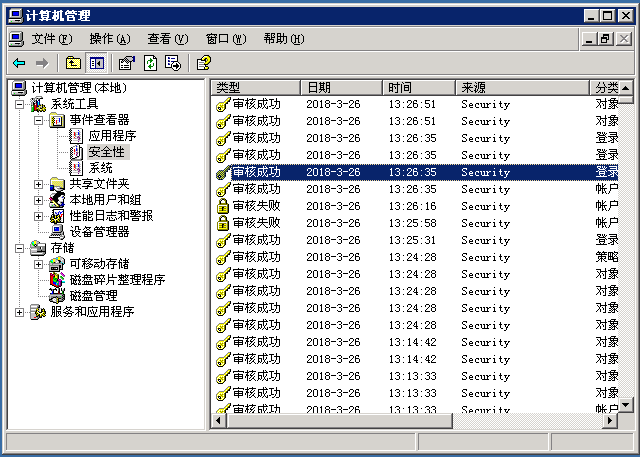 计算机管理
文件(F) 操作(A) 查看(V) 窗口(W) 帮助(H)
计算机管理(本地)
系统工具
事件查看器
应用程序
安全性
系统
共享文件夹
本地用户和组
性能日志和警报
设备管理器
存储
可移动存储
磁盘碎片整理程序
磁盘管理
服务和应用程序
类型 日期 时间 来源 分类
审核成功 2018-3-26 13:26:51 Security 对象
审核成功 2018-3-26 13:26:51 Security 对象
审核成功 2018-3-26 13:26:35 Security 登录
审核成功 2018-3-26 13:26:35 Security 登录
审核成功 2018-3-26 13:26:35 Security 登录
审核成功 2018-3-26 13:26:35 Security 帐户
审核失败 2018-3-26 13:26:16 Security 帐户
审核失败 2018-3-26 13:25:58 Security 帐户
审核成功 2018-3-26 13:25:31 Security 登录
审核成功 2018-3-26 13:24:28 Security 策略
审核成功 2018-3-26 13:24:28 Security 对象
审核成功 2018-3-26 13:24:28 Security 对象
审核成功 2018-3-26 13:24:28 Security 对象
审核成功 2018-3-26 13:24:28 Security 对象
审核成功 2018-3-26 13:14:42 Security 对象
审核成功 2018-3-26 13:14:42 Security 对象
审核成功 2018-3-26 13:13:33 Security 对象
审核成功 2018-3-26 13:13:33 Security 对象
审核成功 2018-3-26 13:13:33 Security 帐户